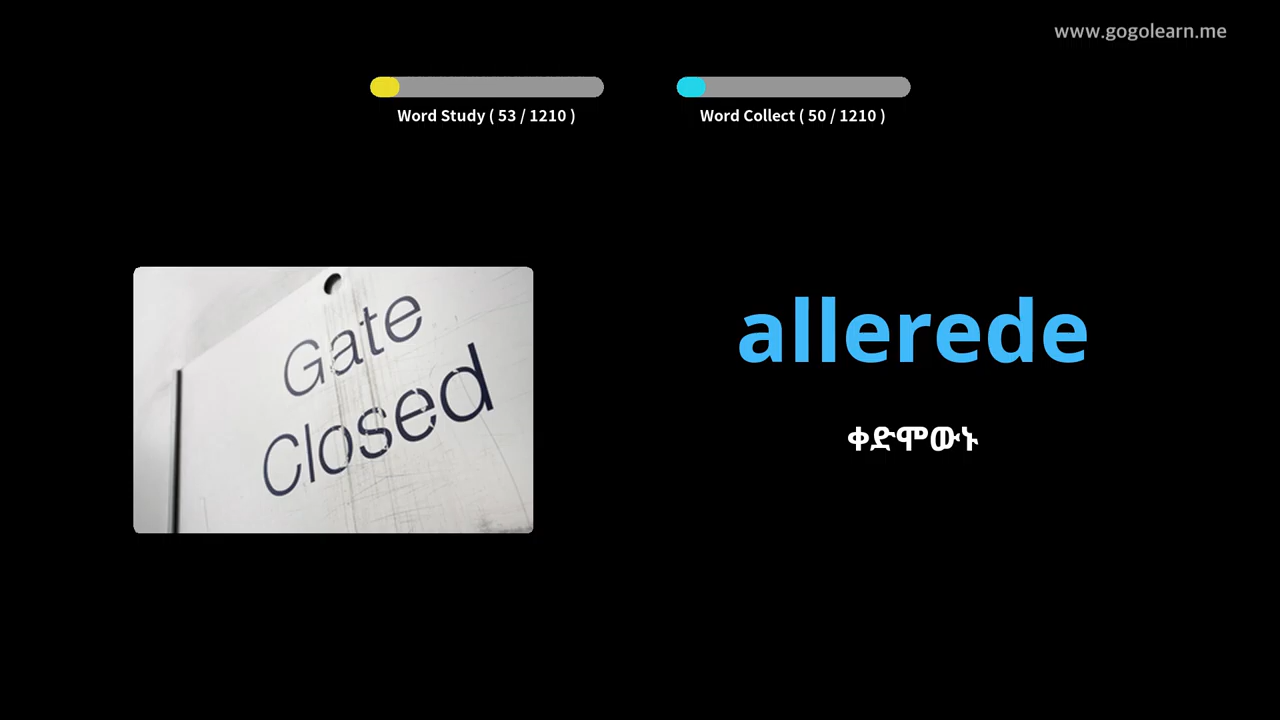 www.gogolearn.me
Word Study ( 53 / 1210 )
Word Collect ( 50 / 1210 )
Gate
Closed
allerede
ቀድሞውኑ